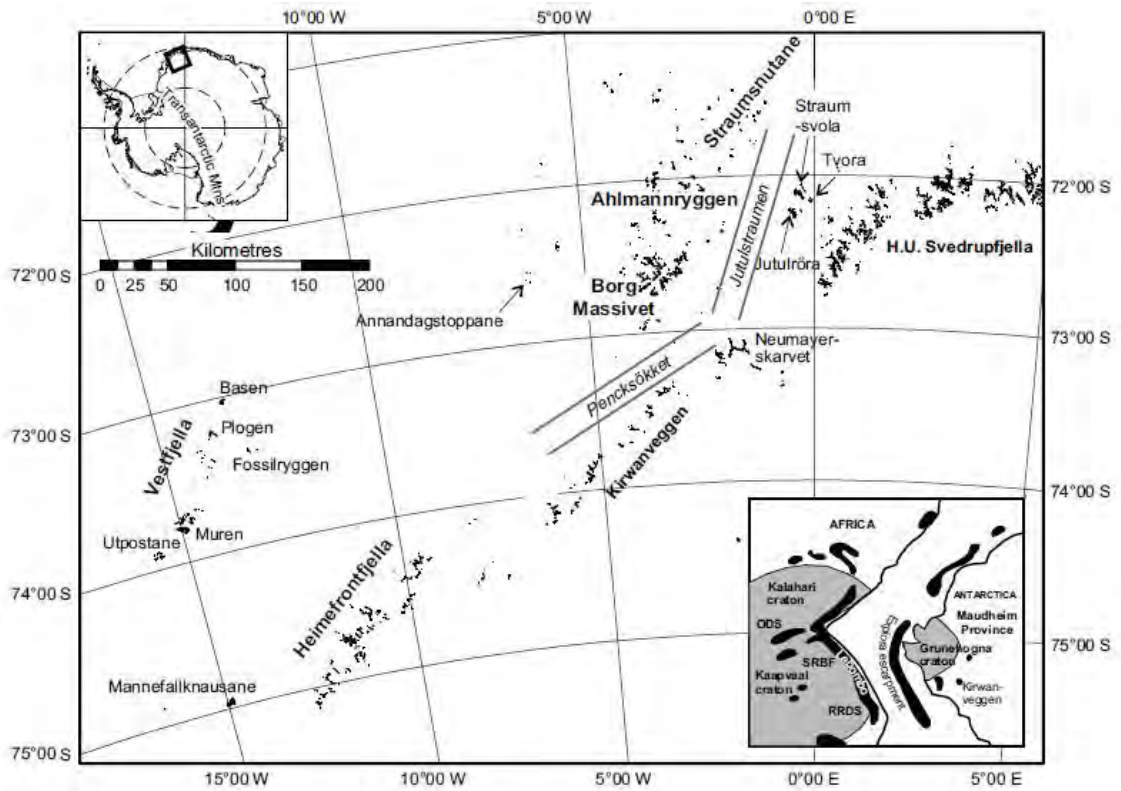 10°00'W
5°00'W
0°00'E
Transantarctic Mtns
Straumsnutane
Straum
-svola
Tvora
72°00 S
Ahlmannryggen
Jutulstraumen
H.U. Svedrupfjella
Kilometres
0 25 50 100 150 200
72°00 S
Jutulröra
Borg
Massivet
Annandagstoppane
73°00 S
Neumayer-
skarvet
Pencksökket
Basen
73°00 S
Plogen
Vestfjella
Fossilryggen
Kirwanveggen
74°00 S
Utpostane
Muren
AFRICA
Heimefrontfjella
74°00 S
Kalahari
craton
ANTARCTICA
Maudheim
Province
ODS
Explora escarpment
Grunehogna
craton
75°00 S
SRBF
Lebombo
Kaapvaal
craton
Kirwan-
veggen
Mannefallknausane
RRDS
75°00 S
15°00'W
10°00'W
5°00'W
0°00'E
5°00'E